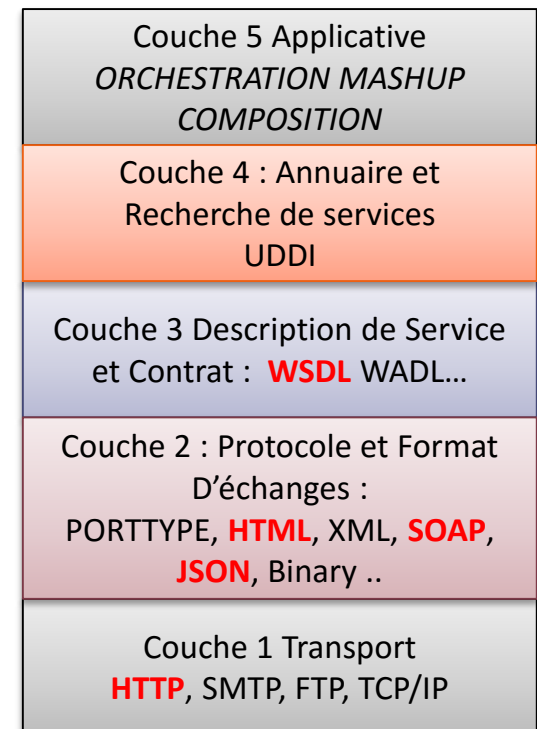 Couche 5 Applicative
ORCHESTRATION MASHUP
COMPOSITION
Couche 4 : Annuaire et
Recherche de services
UDDI
Couche 3 Description de Service
et Contrat : WSDL WADL…
Couche 2 : Protocole et Format
D’échanges :
PORTTYPE, HTML, XML, SOAP,
JSON, Binary ..
Couche 1 Transport
HTTP, SMTP, FTP, TCP/IP